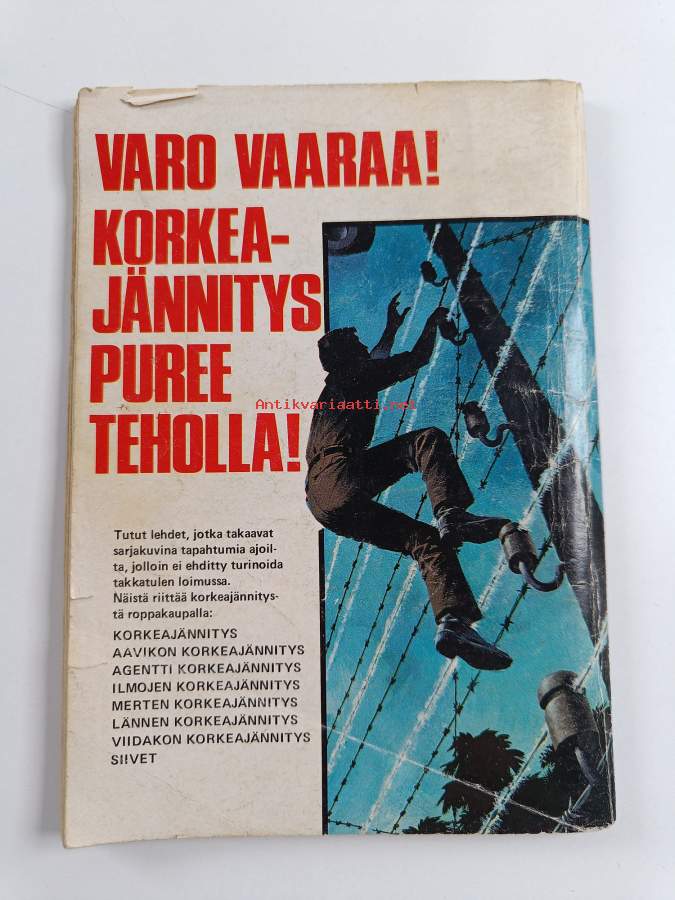 VARO VAARAA!
KORKEA-
JÄNNITYS
PUREE
TEHOLLA!
Antikvariaatti.net
Tutut lehdet, jotka takaavat
sarjakuvina tapahtumia ajoil-
ta, jolloin ei ehditty turinoida
takkatulen loimussa.
Näistä riittää korkeajännitys-
tä roppakaupalla:
KORKEAJÄNNITYS
AAVIKON KORKEAJÄNNITYS
AGENTTI KORKEAJÄNNITYS
ILMOJEN KORKEAJÄNNITYS
MERTEN KORKEAJÄNNITYS
LÄNNEN KORKEAJÄNNITYS
VIIDAKON KORKEAJÄNNITYS
SIIVET